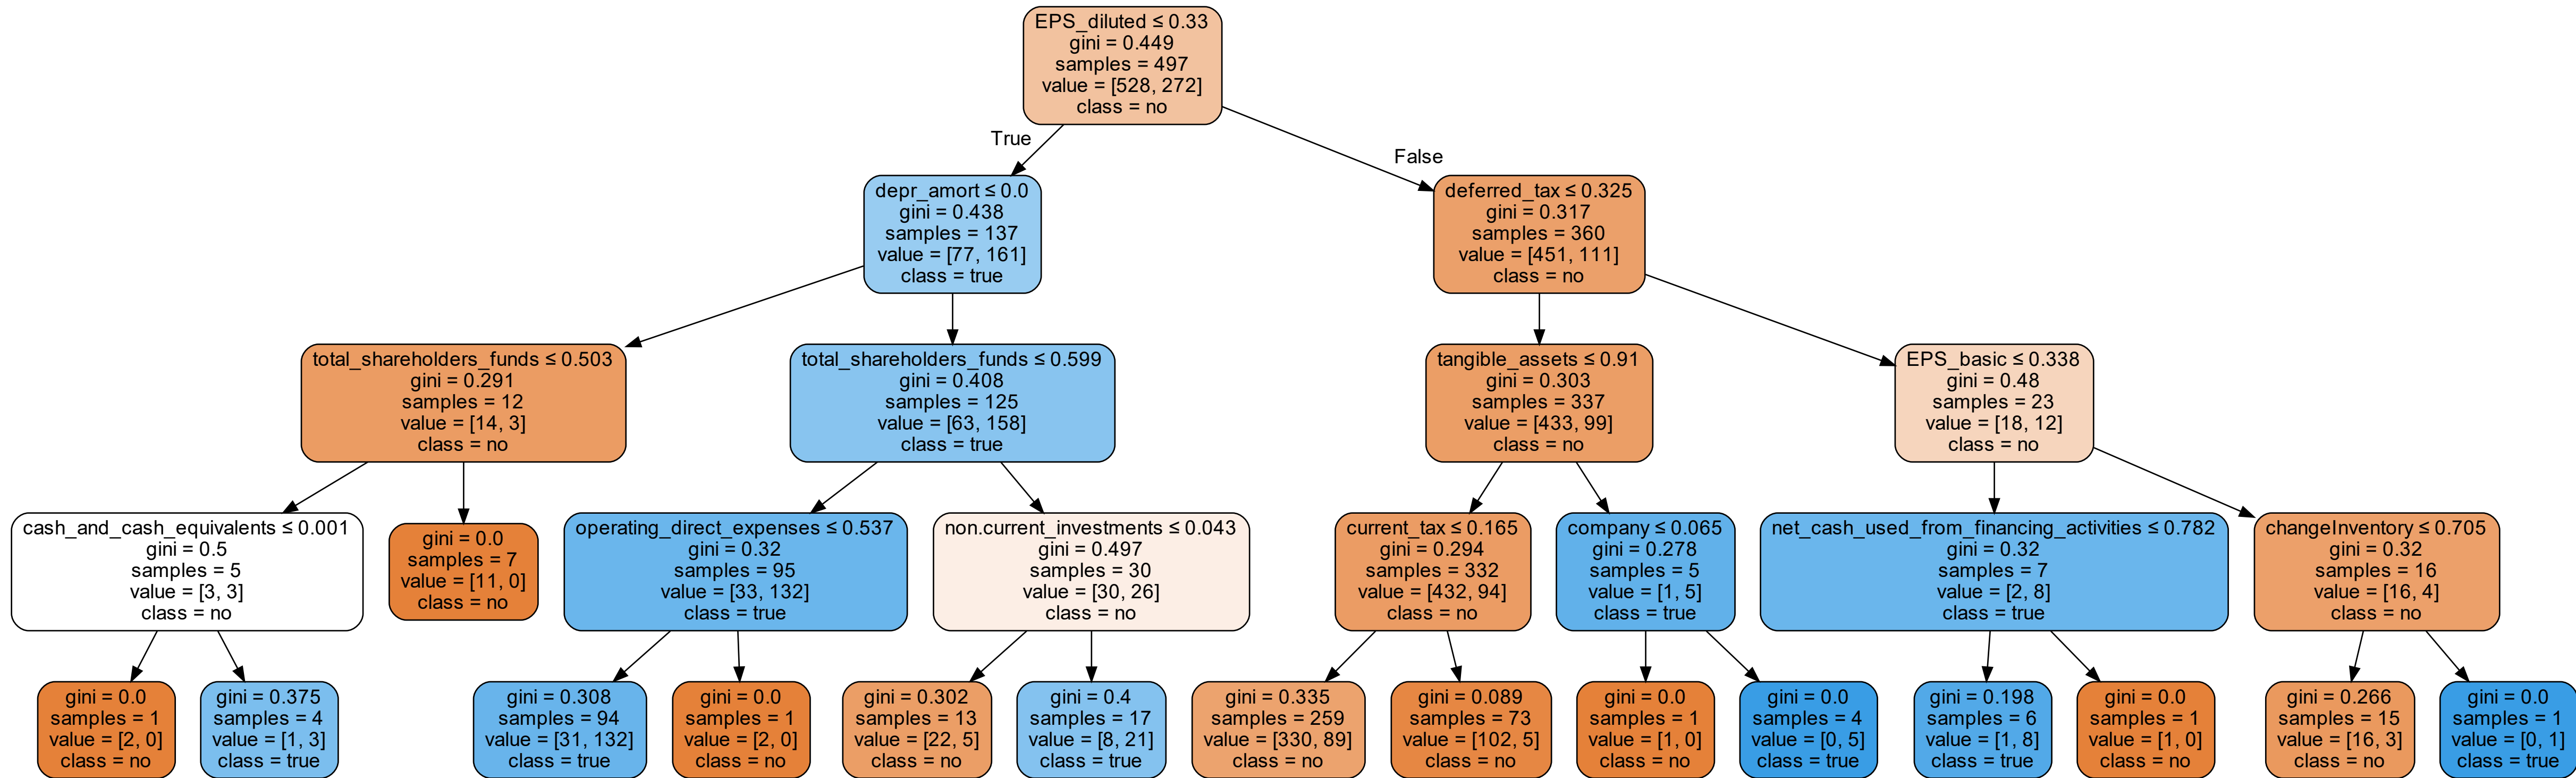 EPS_diluted ≤ 0.33
gini = 0.449
samples = 497
value = [528, 272]
class = no
True
False
depr_amort ≤ 0.0
gini = 0.438
samples = 137
value = [77, 161]
class = true
deferred_tax ≤ 0.325
gini = 0.317
samples = 360
value = [451, 111]
class = no
total_shareholders_funds ≤ 0.503
gini = 0.291
samples = 12
value = [14, 3]
class = no
total_shareholders_funds ≤ 0.599
gini = 0.408
samples = 125
value = [63, 158]
class = true
tangible_assets ≤ 0.91
gini = 0.303
samples = 337
value = [433, 99]
class = no
EPS_basic ≤ 0.338
gini = 0.48
samples = 23
value = [18, 12]
class = no
cash_and_cash_equivalents ≤ 0.001
gini = 0.5
samples = 5
value = [3, 3]
class = no
gini = 0.0
samples = 7
value = [11, 0]
class = no
operating_direct_expenses ≤ 0.537
gini = 0.32
samples = 95
value = [33, 132]
class = true
non.current_investments ≤ 0.043
gini = 0.497
samples = 30
value = [30, 26]
class = no
current_tax ≤ 0.165
gini = 0.294
samples = 332
value = [432, 94]
class = no
company ≤ 0.065
gini = 0.278
samples = 5
value = [1, 5]
class = true
net_cash_used_from_financing_activities ≤ 0.782
gini = 0.32
samples = 7
value = [2, 8]
class = true
changeInventory ≤ 0.705
gini = 0.32
samples = 16
value = [16, 4]
class = no
gini = 0.0
samples = 1
value = [2, 0]
class = no
gini = 0.375
samples = 4
value = [1, 3]
class = true
gini = 0.308
samples = 94
value = [31, 132]
class = true
gini = 0.0
samples = 1
value = [2, 0]
class = no
gini = 0.302
samples = 13
value = [22, 5]
class = no
gini = 0.4
samples = 17
value = [8, 21]
class = true
gini = 0.335
samples = 259
value = [330, 89]
class = no
gini = 0.089
samples = 73
value = [102, 5]
class = no
gini = 0.0
samples = 1
value = [1, 0]
class = no
gini = 0.0
samples = 4
value = [0, 5]
class = true
gini = 0.198
samples = 6
value = [1, 8]
class = true
gini = 0.0
samples = 1
value = [1, 0]
class = no
gini = 0.266
samples = 15
value = [16, 3]
class = no
gini = 0.0
samples = 1
value = [0, 1]
class = true